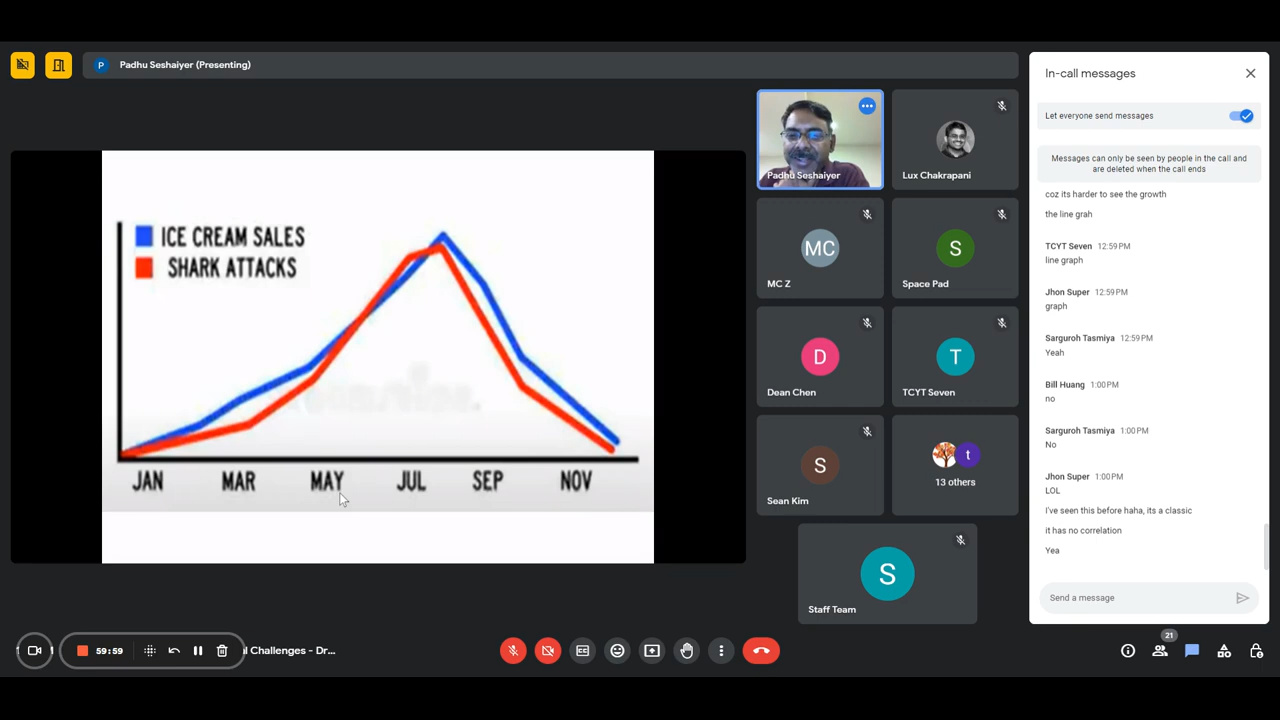 Padhu Seshaiyer (Presenting)
P
ICE CREAM SALES
SHARK ATTACKS
JAN MAR MAY JUL SEP NOV
Padhu Seshaiyer
Lux Chakrapani
MC
MC Z
S
Space Pad
D
Dean Chen
T
TCYT Seven
S
Sean Kim
t
13 others
S
Staff Team
In-call messages
Let everyone send messages
Messages can only be seen by people in the call and
are deleted when the call ends
coz its harder to see the growth
the line grah
TCYT Seven 12:59 PM
line graph
Jhon Super 12:59 PM
graph
Sarguroh Tasmiya 12:59 PM
Yeah
Bill Huang 1:00 PM
no
Sarguroh Tasmiya 1:00 PM
No
Jhon Super 1:00 PM
LOL
i've seen this before haha, its a classic
it has no correlation
Yea
Send a message
59:59
l Challenges - Dr...
21